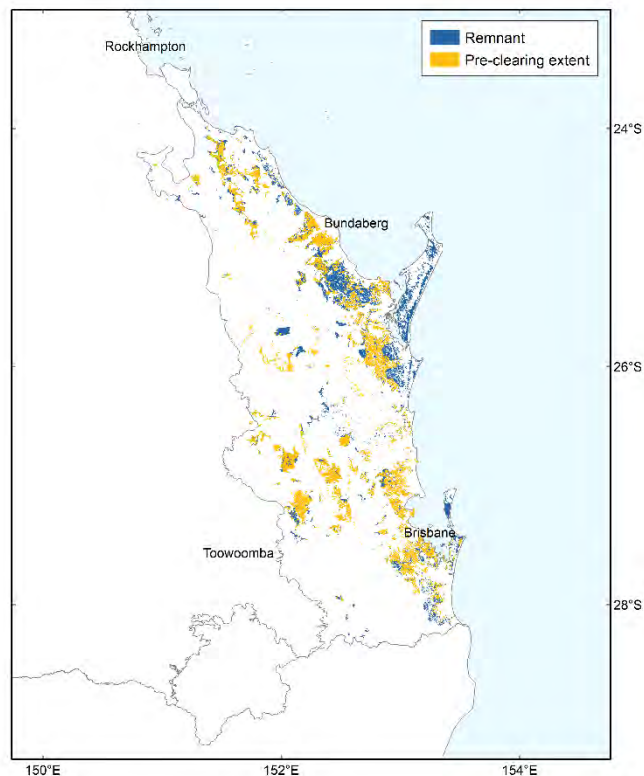 Rockhampton
Remnant
Pre-clearing extent
24°S
Bundaberg
26°S
Brisbane
Toowoomba
28°S
150°E
152°E
154°E